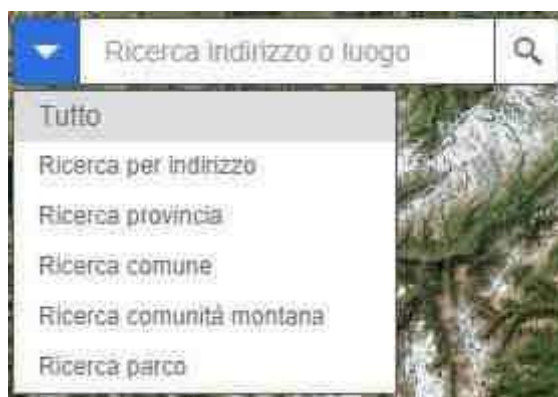 Ricerca indirizzo o luogo
Tutto
Ricerca per indirizzo
Ricerca provincia
Ricerca comune
Ricerca comunità montana
Ricerca parco